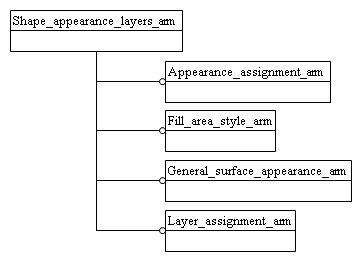 Shape_appearance_layers_arm
Appearance_assignment_arm
Fill_area_style_arm
General_surface_appearance_arm
Layer_assignment_arm